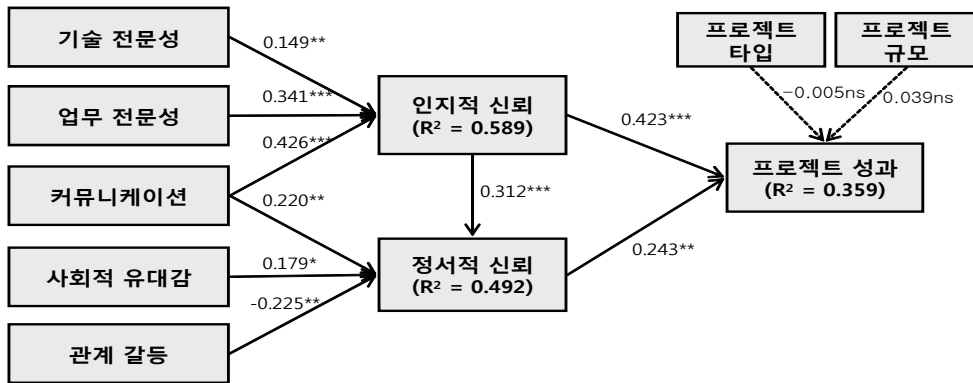 기술 전문성
업무 전문성
커뮤니케이션
사회적 유대감
관계 갈등
0.149**
0.341***
0.426***
0.220**
0.179*
-0.225**
인지적 신뢰
(R² = 0.589)
0.312***
정서적 신뢰
(R² = 0.492)
0.423***
0.243**
프로젝트
타입
프로젝트
규모
-0.005ns
0.039ns
프로젝트 성과
(R² = 0.359)